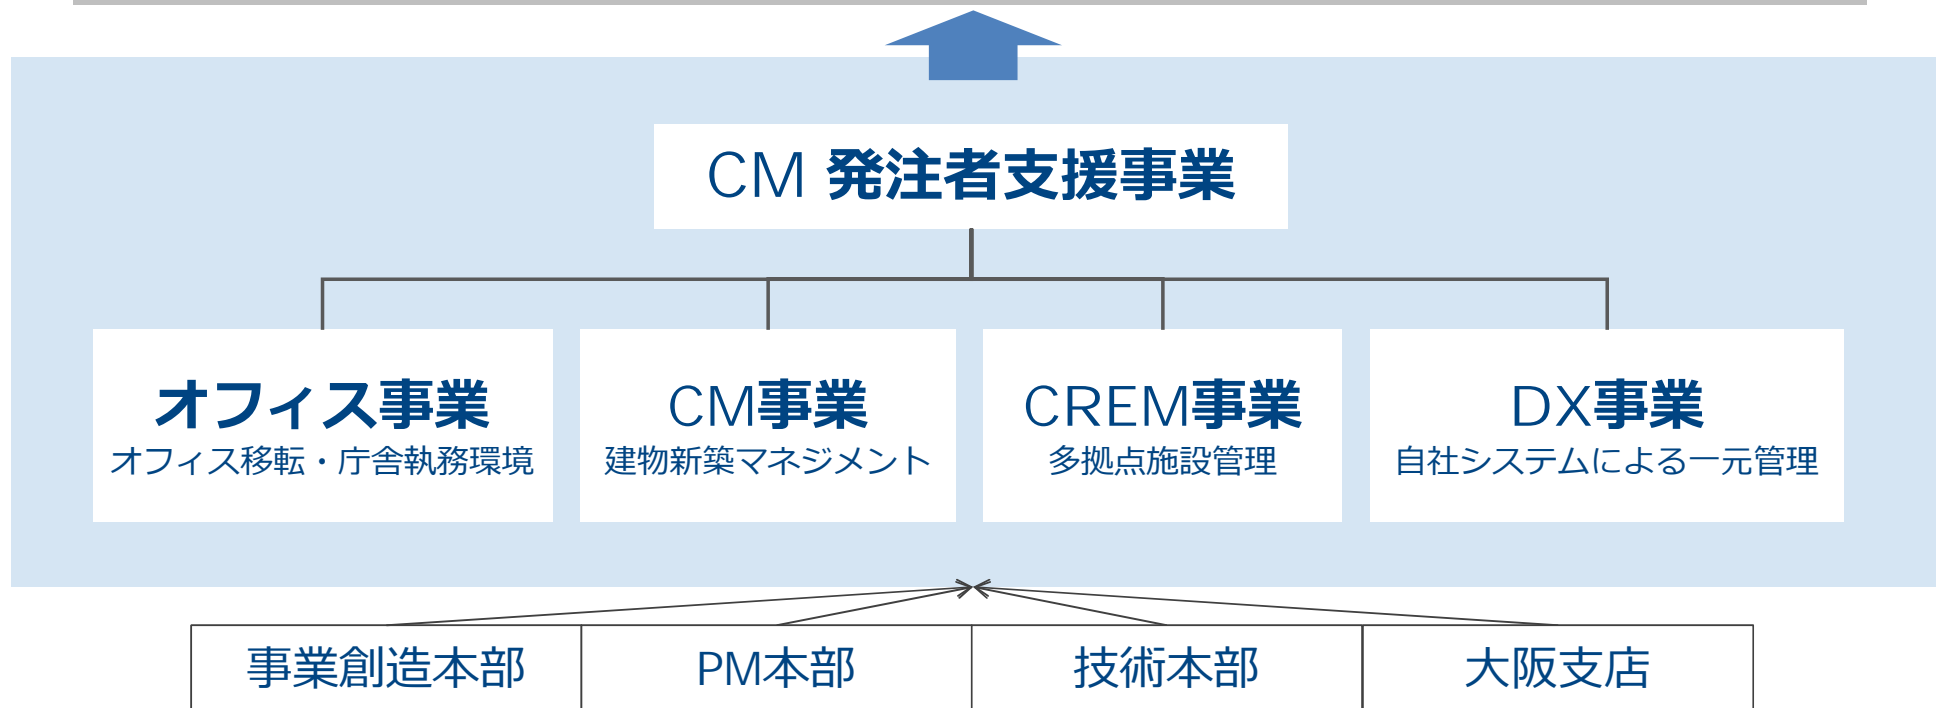 CM 発注者支援事業
オフィス事業
オフィス移転・庁舎執務環境
CM事業
建物新築マネジメント
CREM事業
多拠点施設管理
DX事業
自社システムによる一元管理
事業創造本部
PM本部
技術本部
大阪支店